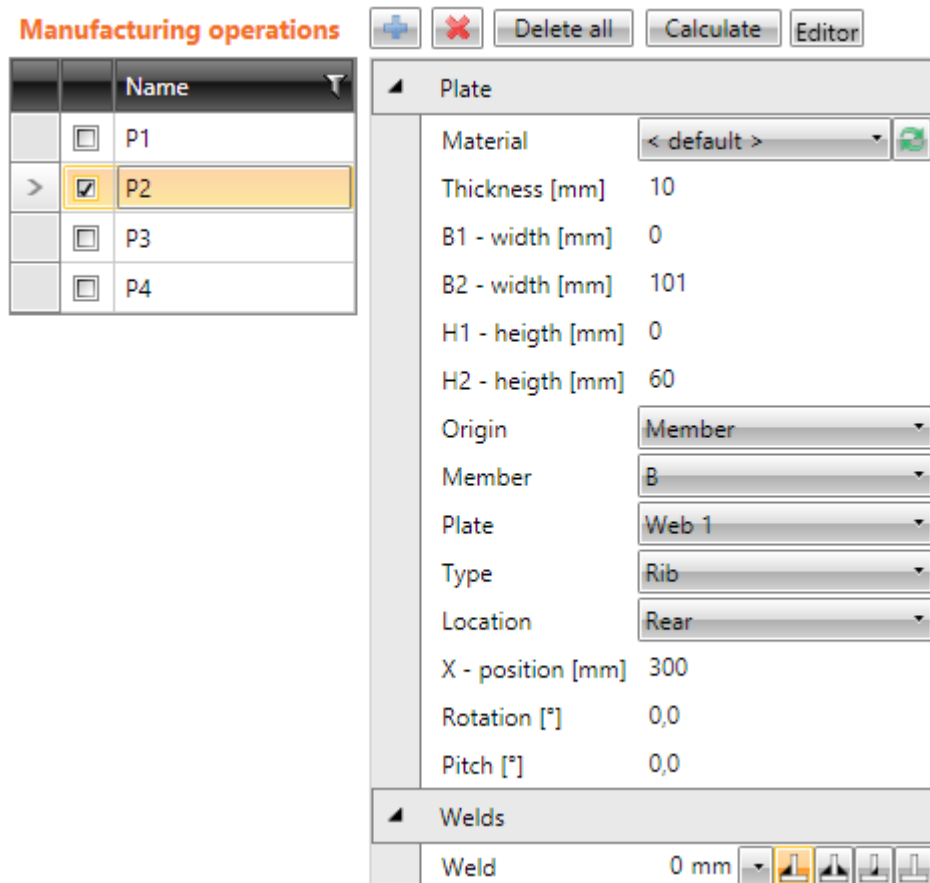 Manufacturing operations
Delete all Calculate Editor
Name
P1
P2
P3
P4
Plate
Material < default >
Thickness [mm] 10
B1 - width [mm] 0
B2 - width [mm] 101
H1 - heigth [mm] 0
H2 - heigth [mm] 60
Origin Member
Member B
Plate Web 1
Type Rib
Location Rear
X - position [mm] 300
Rotation [°] 0,0
Pitch [°] 0,0
Welds
Weld 0 mm